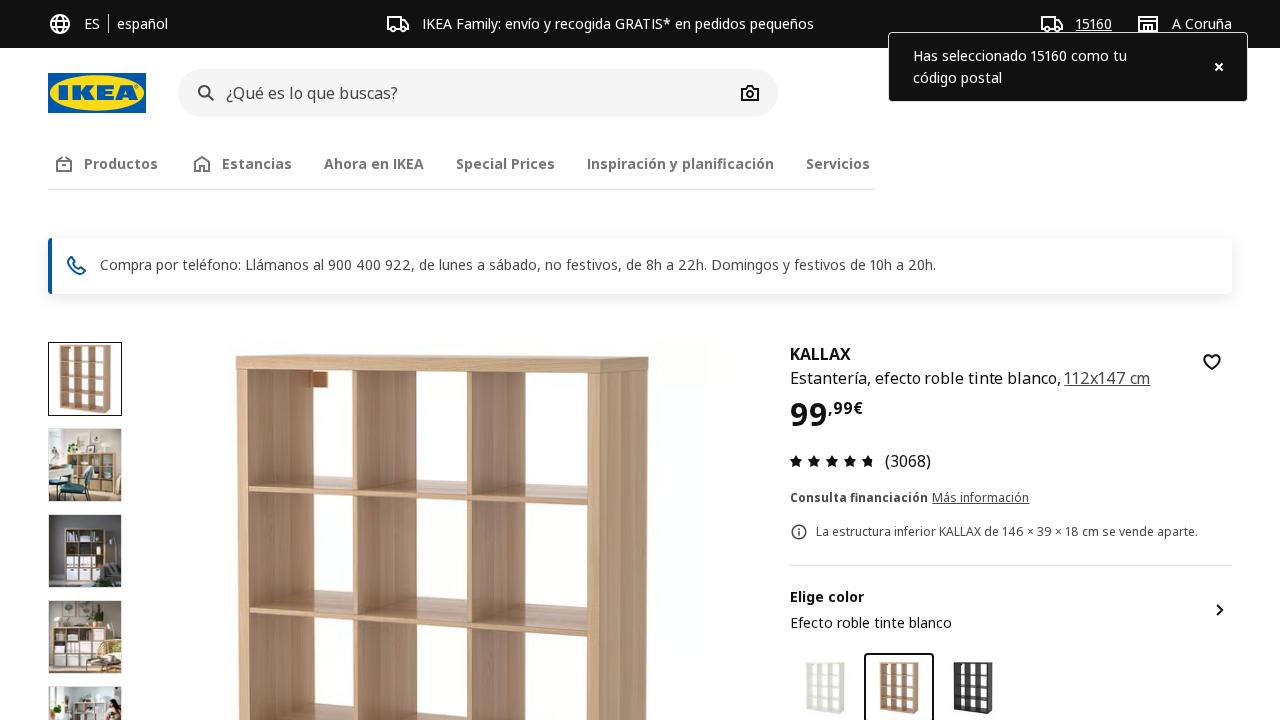 ES español
IKEA Family: envío y recogida GRATIS* en pedidos pequeños
15160
A Coruña
Has seleccionado 15160 como tu
código postal
IKEA
¿Qué es lo que buscas?
Productos
Estancias
Ahora en IKEA
Special Prices
Inspiración y planificación
Servicios
Compra por teléfono: Llámanos al 900 400 922, de lunes a sábado, no festivos, de 8h a 22h. Domingos y festivos de 10h a 20h.
KALLAX
Estantería, efecto roble tinte blanco, 112x147 cm
99,99€
(3068)
Consulta financiación Más información
La estructura inferior KALLAX de 146 × 39 × 18 cm se vende aparte.
Elige color
Efecto roble tinte blanco